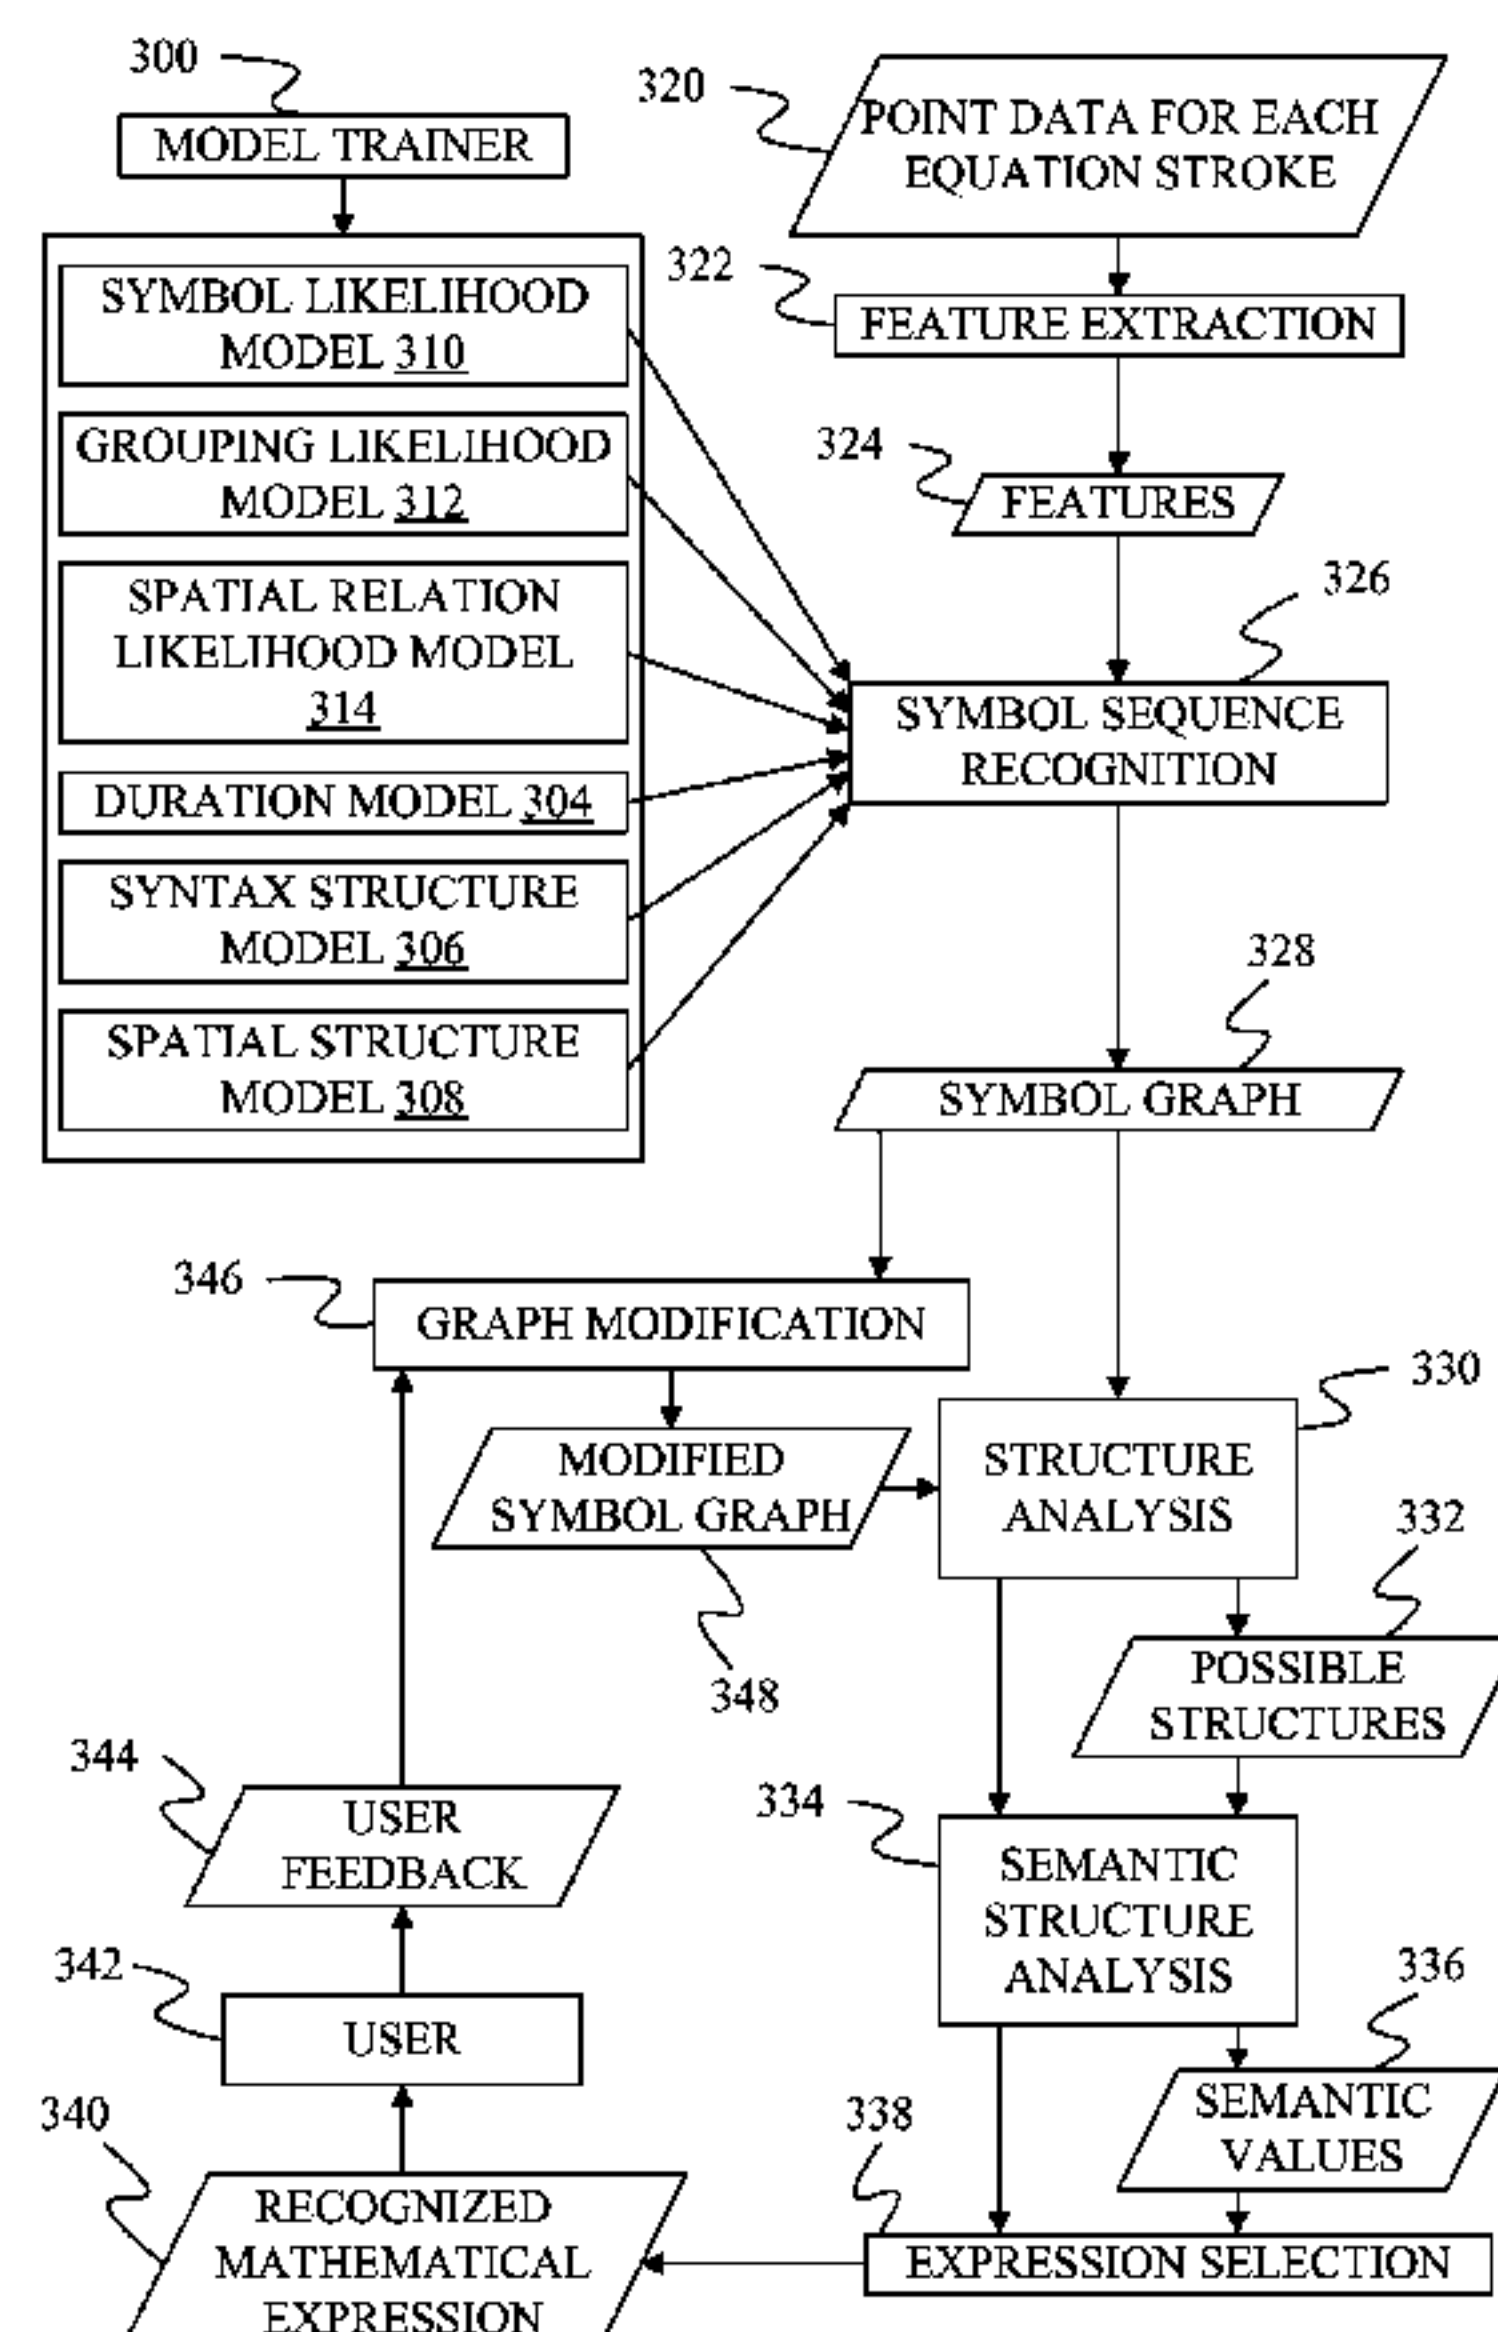 300
MODEL TRAINER
SYMBOL LIKELIHOOD
MODEL 310
GROUPING LIKELIHOOD
MODEL 312
SPATIAL RELATION
LIKELIHOOD MODEL
314
DURATION MODEL 304
SYNTAX STRUCTURE
MODEL 306
SPATIAL STRUCTURE
MODEL 308
320
POINT DATA FOR EACH
EQUATION STROKE
322
FEATURE EXTRACTION
324
FEATURES
326
SYMBOL SEQUENCE
RECOGNITION
328
SYMBOL GRAPH
346
GRAPH MODIFICATION
MODIFIED
SYMBOL GRAPH
348
330
STRUCTURE
ANALYSIS
332
POSSIBLE
STRUCTURES
334
SEMANTIC
STRUCTURE
ANALYSIS
336
SEMANTIC
VALUES
338
EXPRESSION SELECTION
344
USER
FEEDBACK
342
USER
340
RECOGNIZED
MATHEMATICAL
EXPRESSION